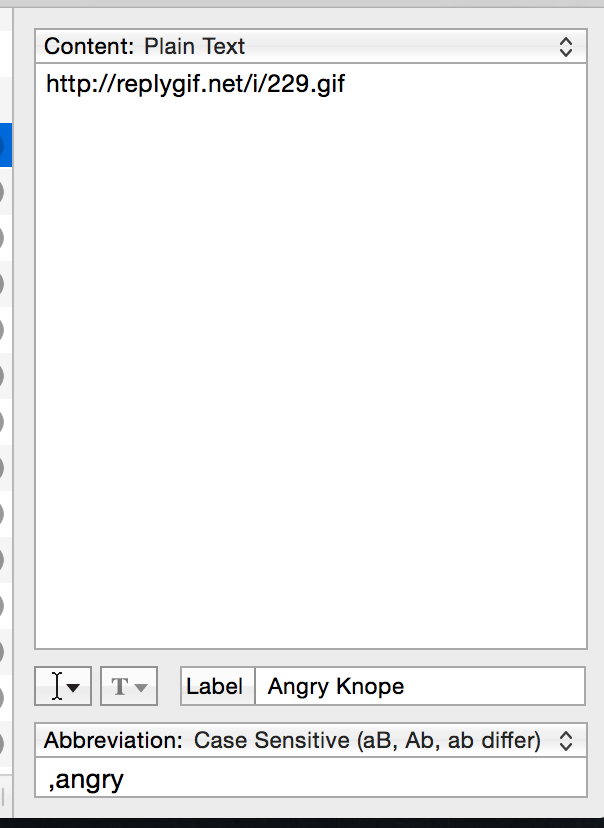 Content: Plain Text
http://replygif.net/i/229.gif
T
Label Angry Knope
Abbreviation: Case Sensitive (aB, Ab, ab differ)
,angry